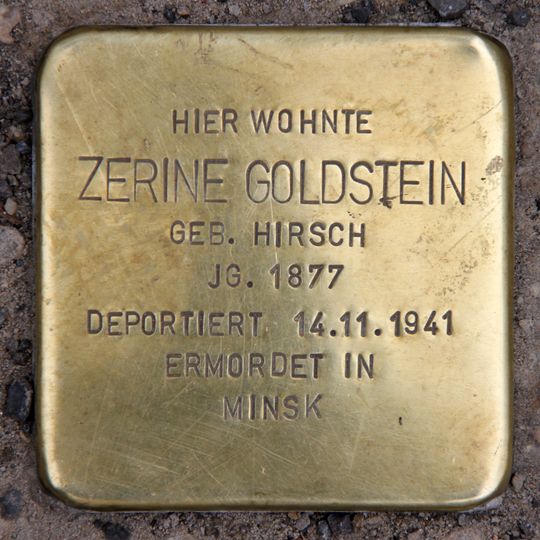 HIER WOHNTE
ZERINE GOLDSTEIN
GEB. HIRSCH
JG. 1877
DEPORTIERT 14.11.1941
ERMORDET IN
MINSK